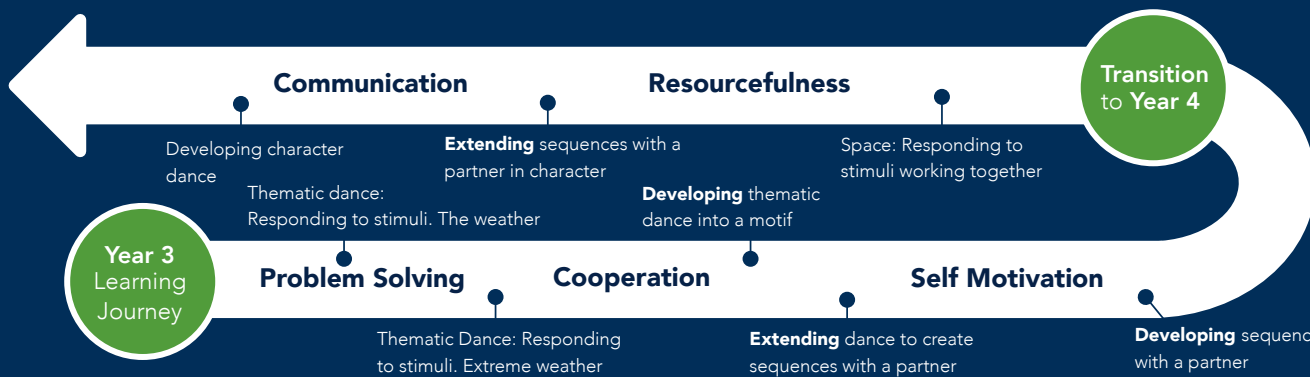 Communication
Resourcefulness
Transition
to Year 4
Developing character
dance
Extending sequences with a
partner in character
Space: Responding to
stimuli working together
Thematic dance:
Responding to stimuli. The weather
Developing thematic
dance into a motif
Year 3
Learning
Journey
Problem Solving
Cooperation
Self Motivation
Thematic Dance: Responding
to stimuli. Extreme weather
Extending dance to create
sequences with a partner
Developing
with a partner